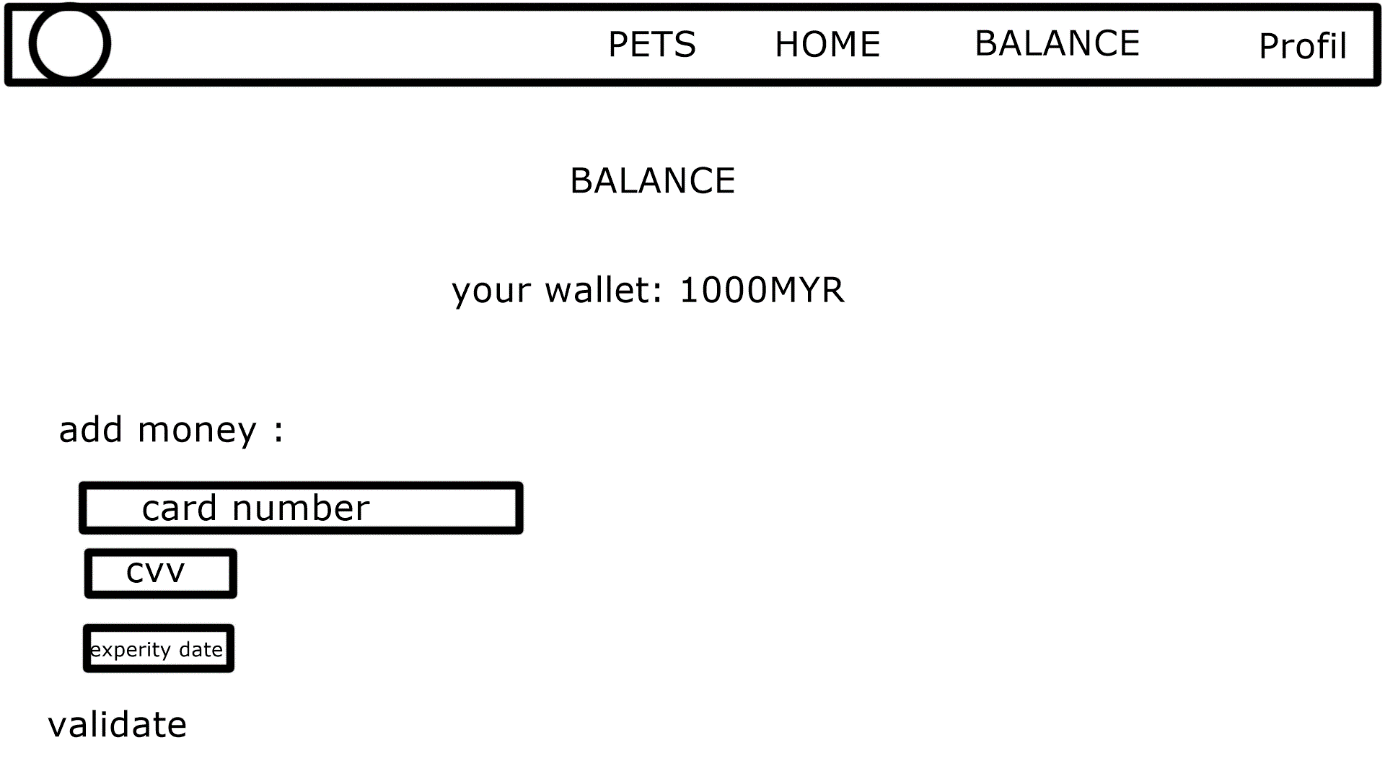 PETS HOME BALANCE Profil
BALANCE
your wallet: 1000MYR
add money :
card number
cvv
experity date
validate